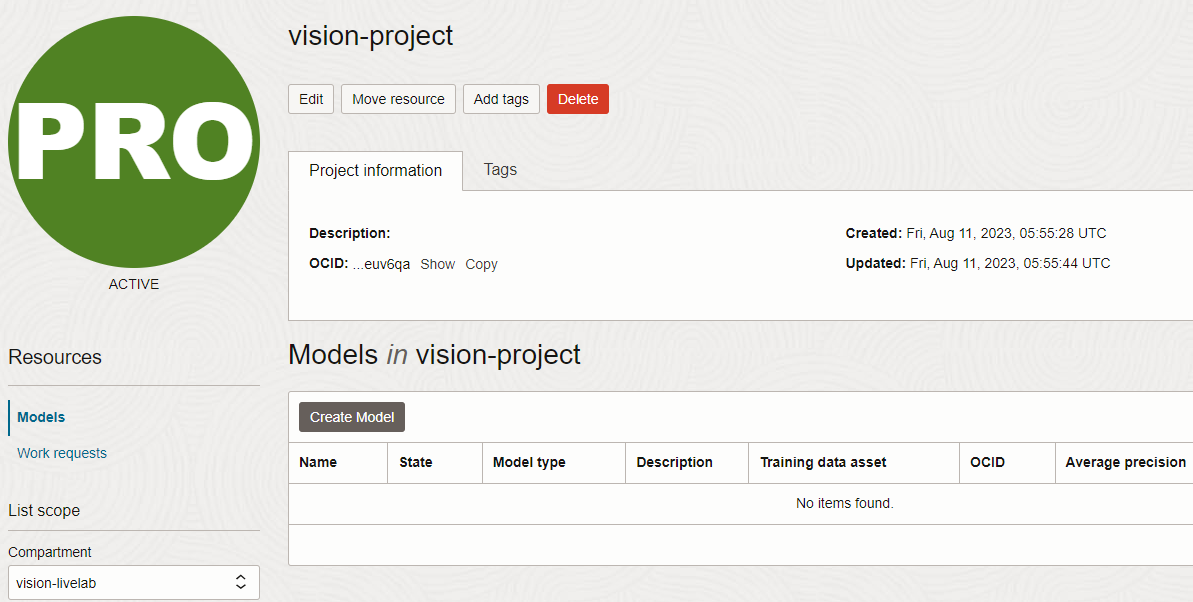 PRO
ACTIVE
vision-project
Edit Move resource Add tags Delete
Project information Tags
Description: Created: Fri, Aug 11, 2023, 05:55:28 UTC
OCID: ...euv6qa Show Copy Updated: Fri, Aug 11, 2023, 05:55:44 UTC
Resources
Models
Work requests
List scope
Compartment
vision-livelab
Models in vision-project
Create Model
Name State Model type Description Training data asset OCID Average precision
No items found.